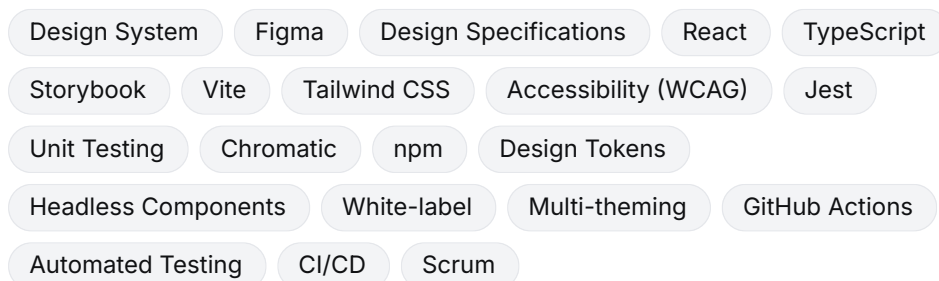 Design System Figma Design Specifications React TypeScript
Storybook Vite Tailwind CSS Accessibility (WCAG) Jest
Unit Testing Chromatic npm Design Tokens
Headless Components White-label Multi-theming GitHub Actions
Automated Testing CI/CD Scrum